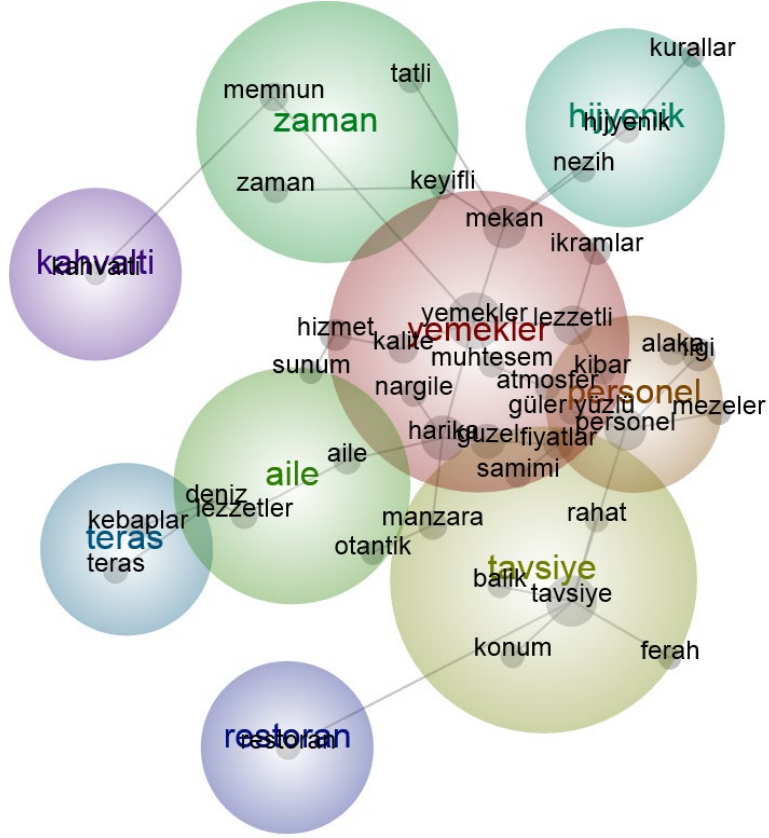 kurallar
tatli
memnun
zaman
hijyenik
hijyenik
nezih
zaman
keyifli
mekan
ikramlar
kahvalti
kahvalti
yemekler
lezzetli
yemekler
hizmet
kalite
alaka
ilgi
muhtesem
kibar
sunum
atmosfer
nargile
personel
güler yüzlü
mezeler
personel
harika
guzel
fiyatlar
aile
samimi
aile
deniz
lezzetler
kebaplar
manzara
rahat
teras
otantik
teras
tavsiye
balik
tavsiye
konum
ferah
restoran
restoran